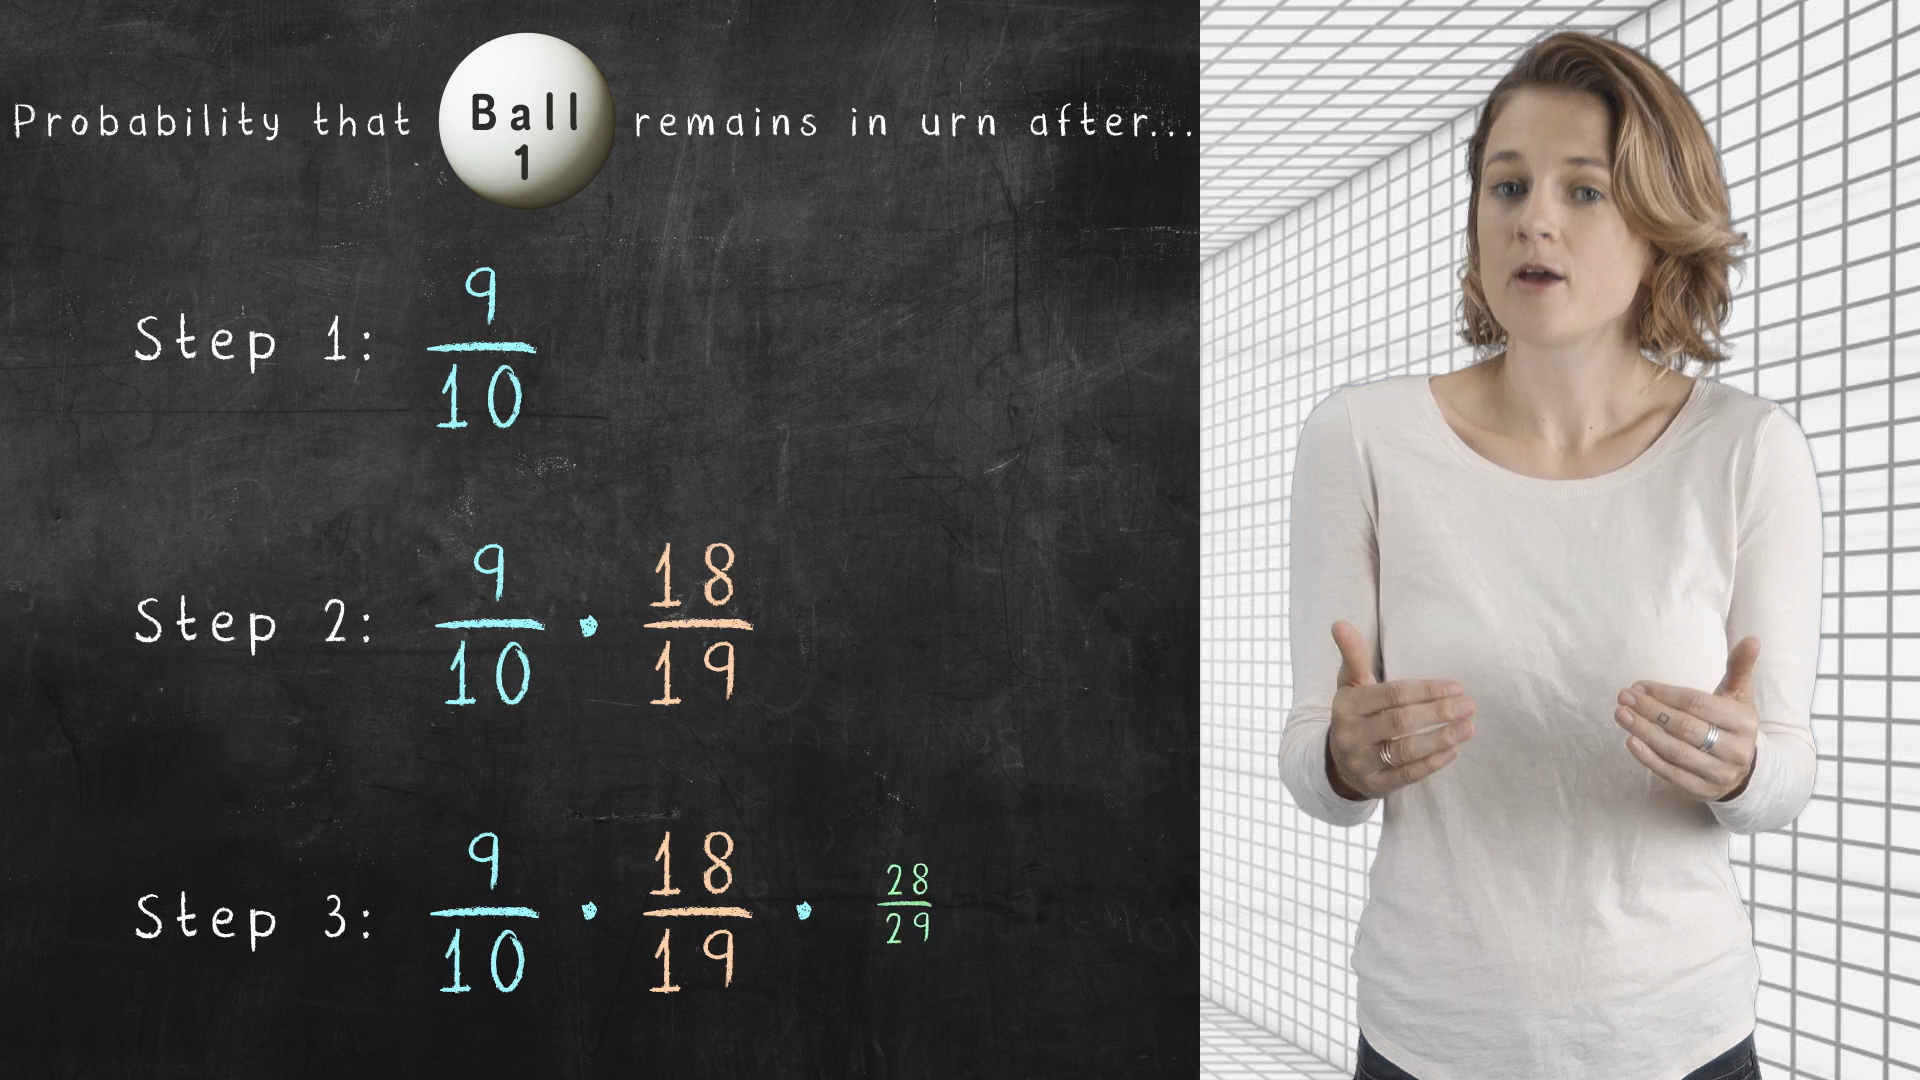 Probability that Ball 1 remains in urn after...
Step 1: 9/10
Step 2: 9/10 · 18/19
Step 3: 9/10 · 18/19 · 28/29